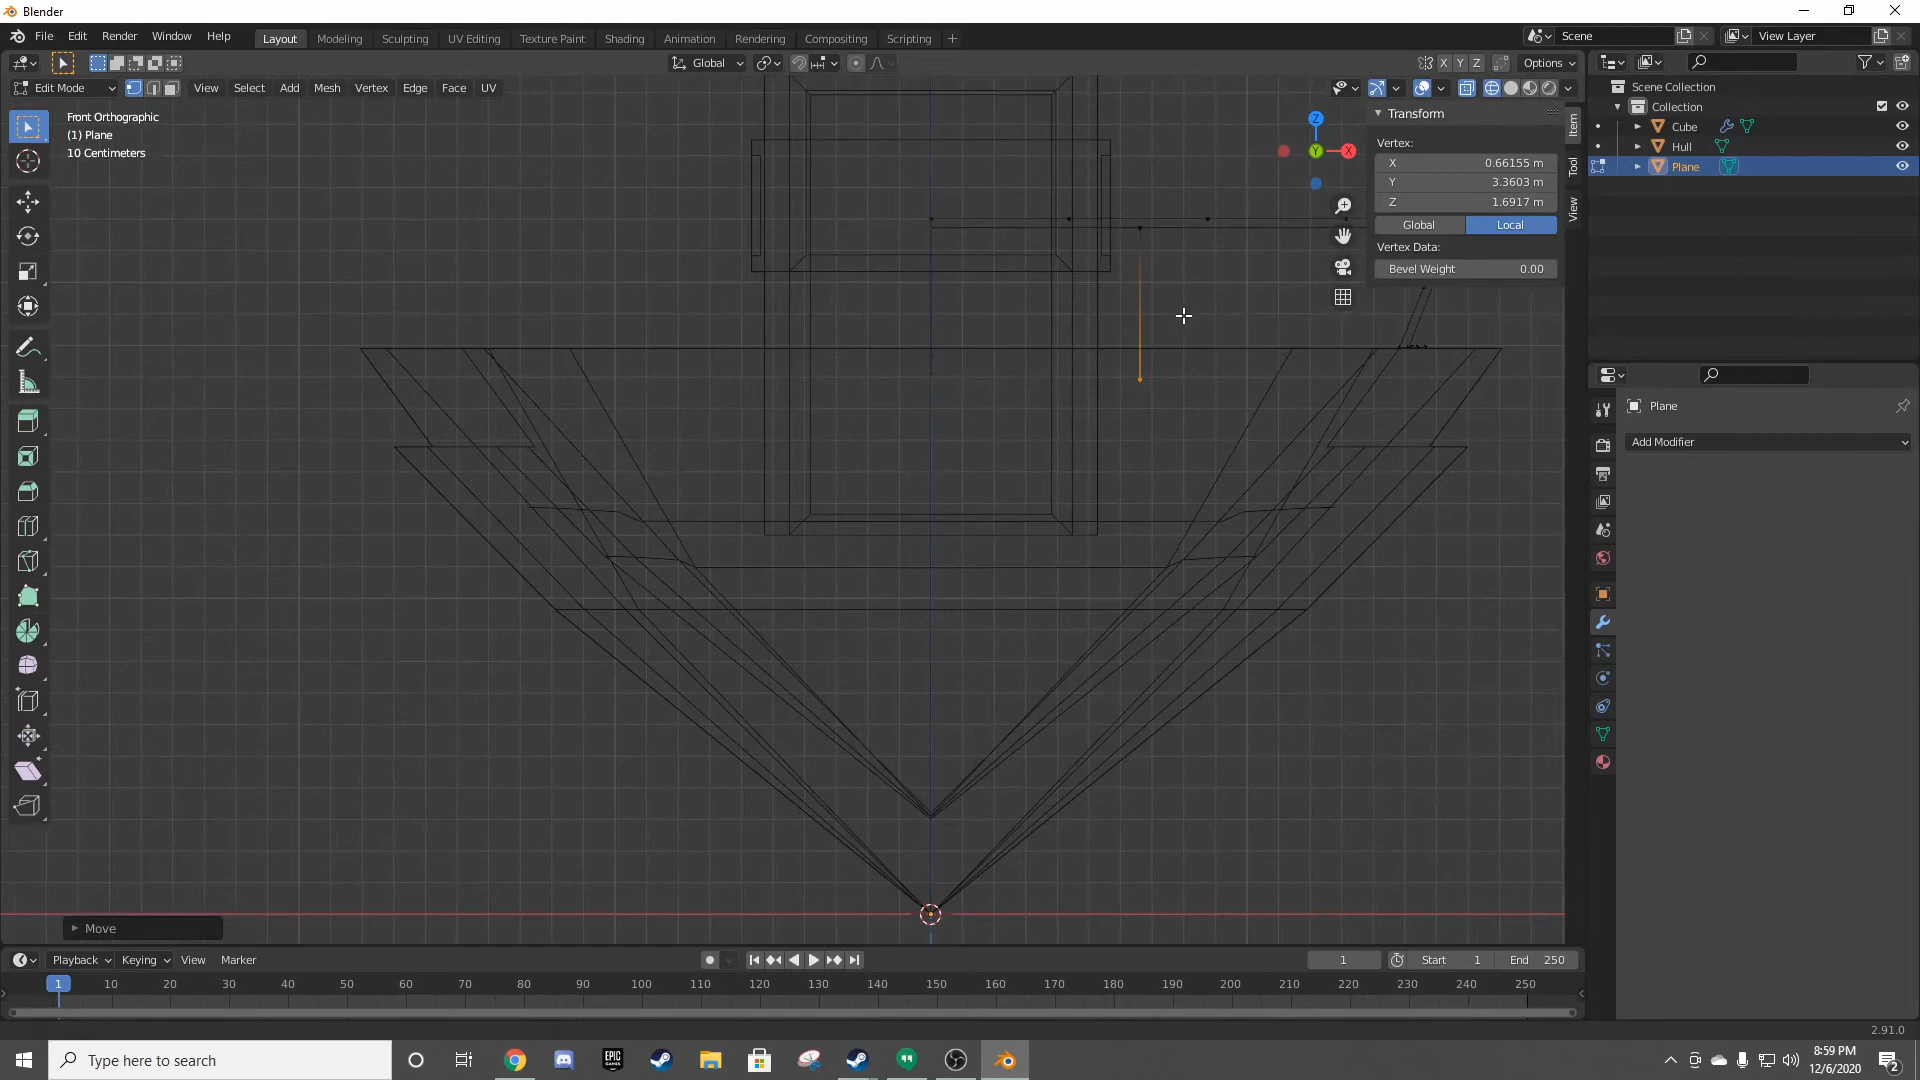 Blender
File Edit Render Window Help
Layout Modeling Sculpting UV Editing Texture Paint Shading Animation Rendering Compositing Scripting +
Scene
View Layer
Global
X Y Z
Options
Edit Mode
View Select Add Mesh Vertex Edge Face UV
Front Orthographic
(1) Plane
10 Centimeters
Z
Y
X
Transform
Vertex:
X 0.66155 m
Y 3.3603 m
Z 1.6917 m
Global Local
Vertex Data:
Bevel Weight 0.00
Item
Tool
View
Scene Collection
Collection
Cube
Hull
Plane
Plane
Add Modifier
Move
Playback Keying View Marker
1
Start 1
End 250
1 10 20 30 40 50 60 70 80 90 100 110 120 130 140 150 160 170 180 190 200 210 220 230 240 250
2.91.0
Type here to search
EPIC GAMES
8:59 PM
12/6/2020
2